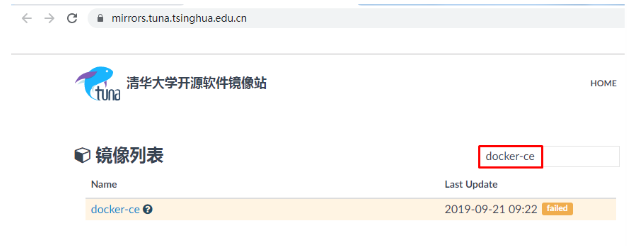 mirrors.tuna.tsinghua.edu.cn
tuna 清华大学开源软件镜像站
HOME
镜像列表
docker-ce
Name Last Update
docker-ce ? 2019-09-21 09:22 failed